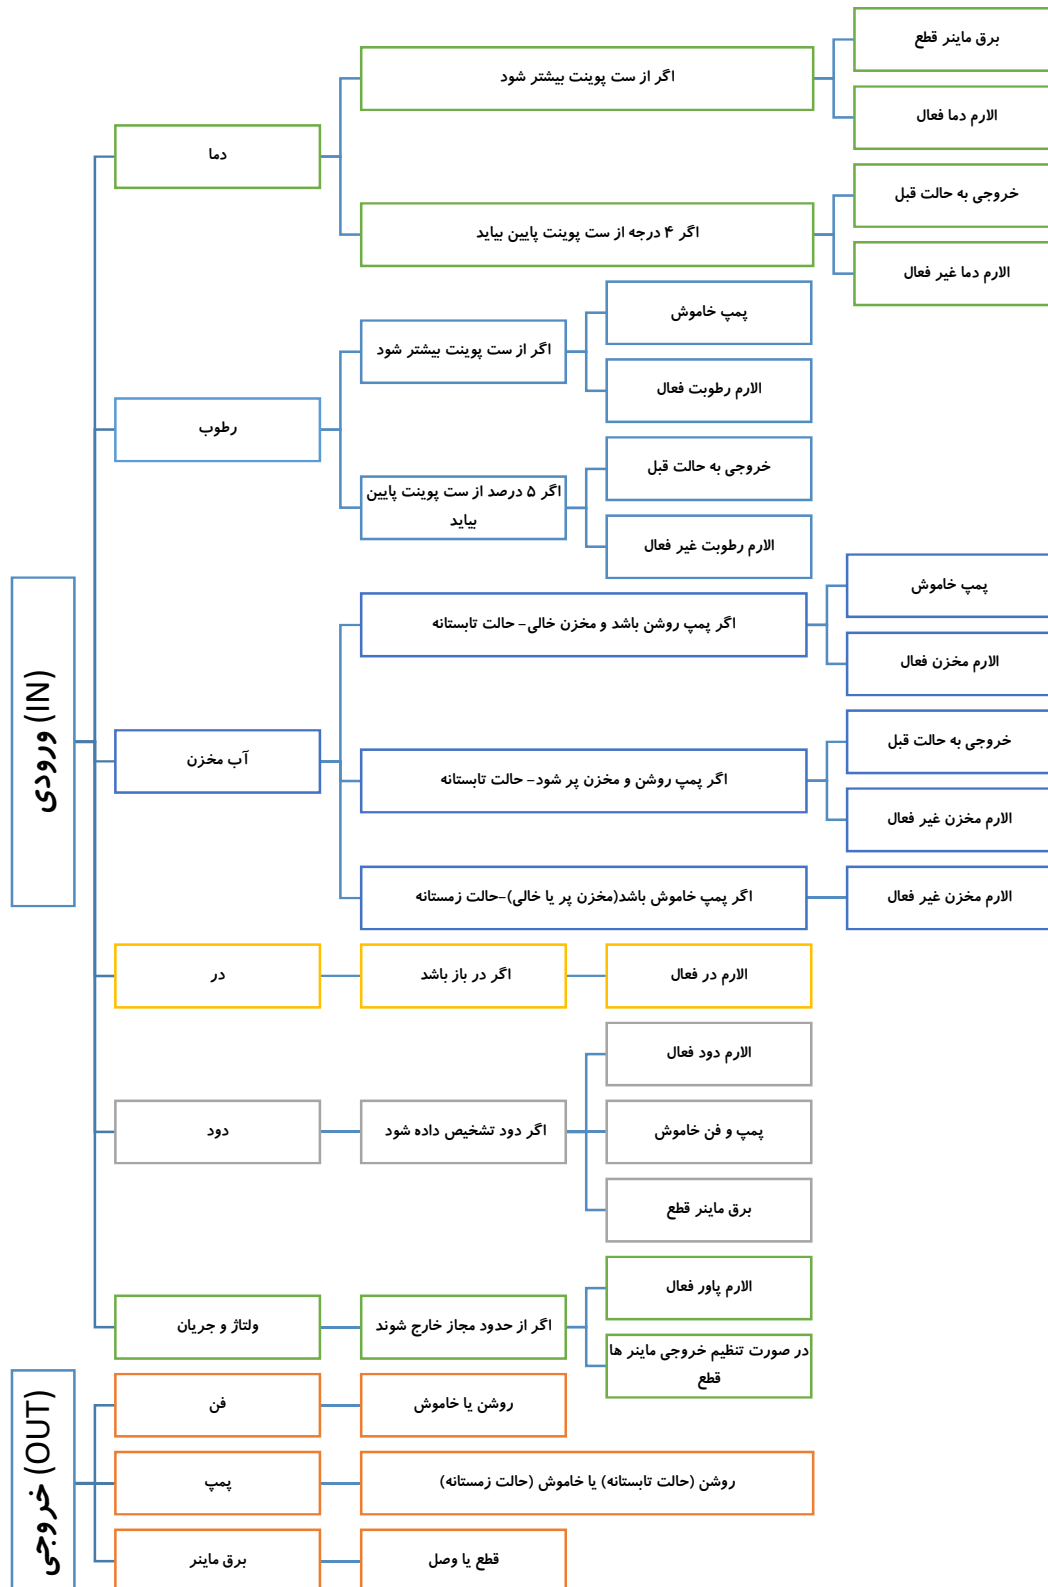 ورودی (IN)
دما
اگر از ست پوینت بیشتر شود
برق ماینر قطع
الارم دما فعال
اگر ۴ درجه از ست پوینت پایین بیاید
خروجی به حالت قبل
الارم دما غیر فعال
رطوب
اگر از ست پوینت بیشتر شود
پمپ خاموش
الارم رطوبت فعال
اگر ۵ درصد از ست پوینت پایین
بیاید
خروجی به حالت قبل
الارم رطوبت غیر فعال
آب مخزن
اگر پمپ روشن باشد و مخزن خالی- حالت تابستانه
پمپ خاموش
الارم مخزن فعال
اگر پمپ روشن و مخزن پر شود- حالت تابستانه
خروجی به حالت قبل
الارم مخزن غیر فعال
اگر پمپ خاموش باشد(مخزن پر یا خالی)-حالت زمستانه
الارم مخزن غیر فعال
در
اگر در باز باشد
الارم در فعال
دود
اگر دود تشخیص داده شود
الارم دود فعال
پمپ و فن خاموش
برق ماینر قطع
ولتاژ و جریان
اگر از حدود مجاز خارج شوند
الارم پاور فعال
در صورت تنظیم خروجی ماینر ها
قطع
خروجی (OUT)
فن
روشن یا خاموش
پمپ
روشن (حالت تابستانه) یا خاموش (حالت زمستانه)
برق ماینر
قطع یا وصل